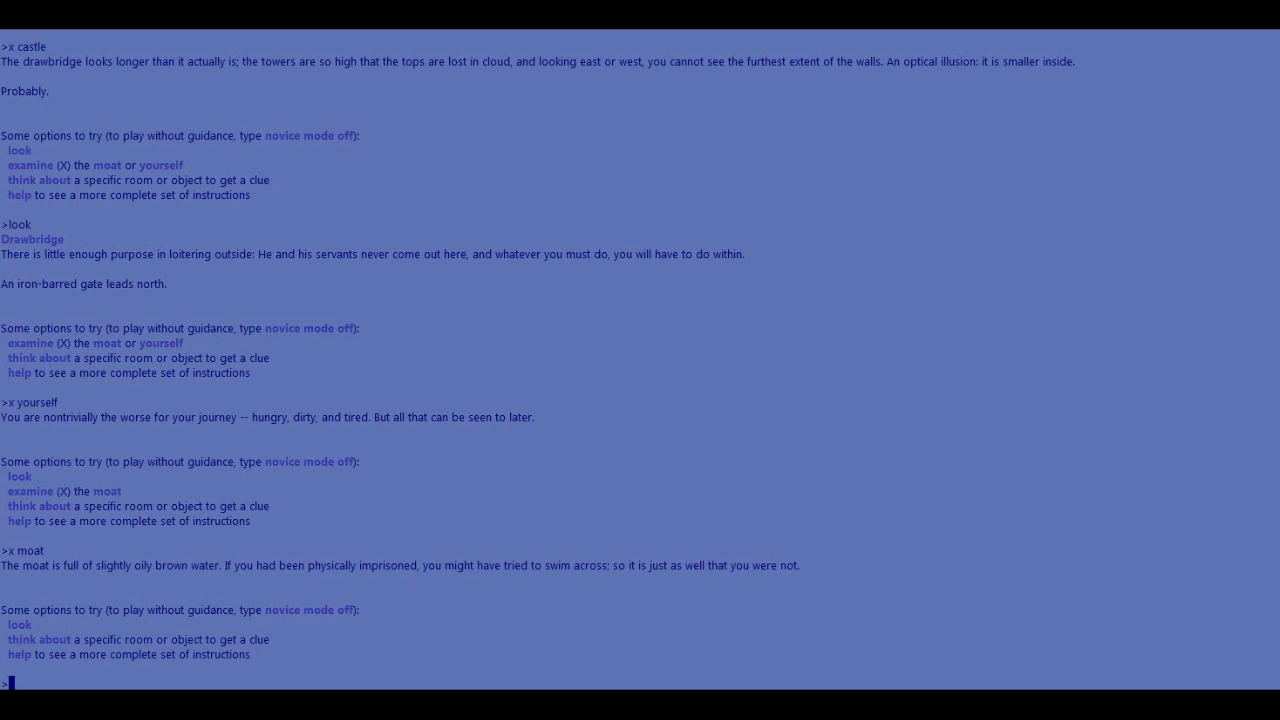 >x castle
The drawbridge looks longer than it actually is; the towers are so high that the tops are lost in cloud, and looking east or west, you cannot see the furthest extent of the walls. An optical illusion: it is smaller inside.
Probably.
Some options to try (to play without guidance, type novice mode off):
look
examine (X) the moat or yourself
think about a specific room or object to get a clue
help to see a more complete set of instructions
>look
Drawbridge
There is little enough purpose in loitering outside: He and his servants never come out here, and whatever you must do, you will have to do within.
An iron-barred gate leads north.
Some options to try (to play without guidance, type novice mode off):
examine (X) the moat or yourself
think about a specific room or object to get a clue
help to see a more complete set of instructions
>x yourself
You are nontrivially the worse for your journey -- hungry, dirty, and tired. But all that can be seen to later.
Some options to try (to play without guidance, type novice mode off):
look
examine (X) the moat
think about a specific room or object to get a clue
help to see a more complete set of instructions
>x moat
The moat is full of slightly oily brown water. If you had been physically imprisoned, you might have tried to swim across; so it is just as well that you were not.
Some options to try (to play without guidance, type novice mode off):
look
think about a specific room or object to get a clue
help to see a more complete set of instructions
>